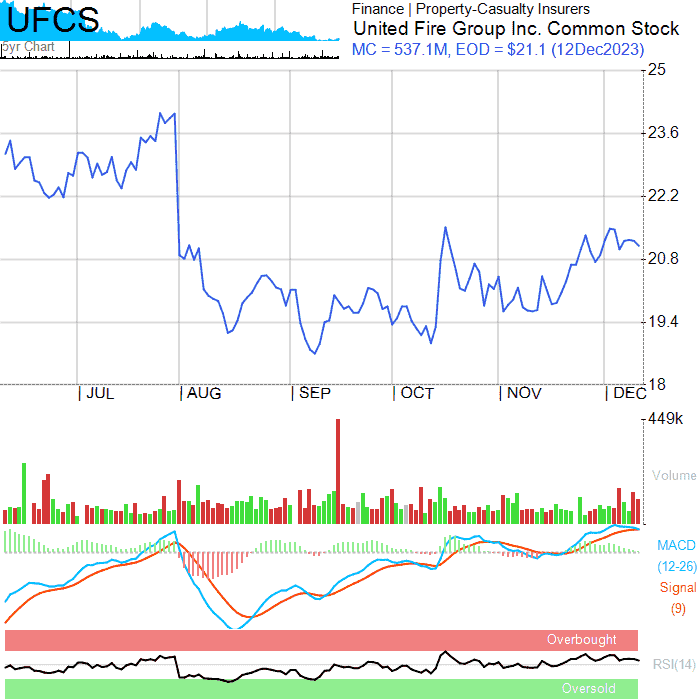 UFCS
5yr Chart
Finance | Property-Casualty Insurers
United Fire Group Inc. Common Stock
MC = 537.1M, EOD = $21.1 (12Dec2023)
25
23.6
22.2
20.8
19.4
18
JUL
AUG
SEP
OCT
NOV
DEC
449k
Volume
MACD
(12-26)
Signal
(9)
Overbought
RSI(14)
Oversold